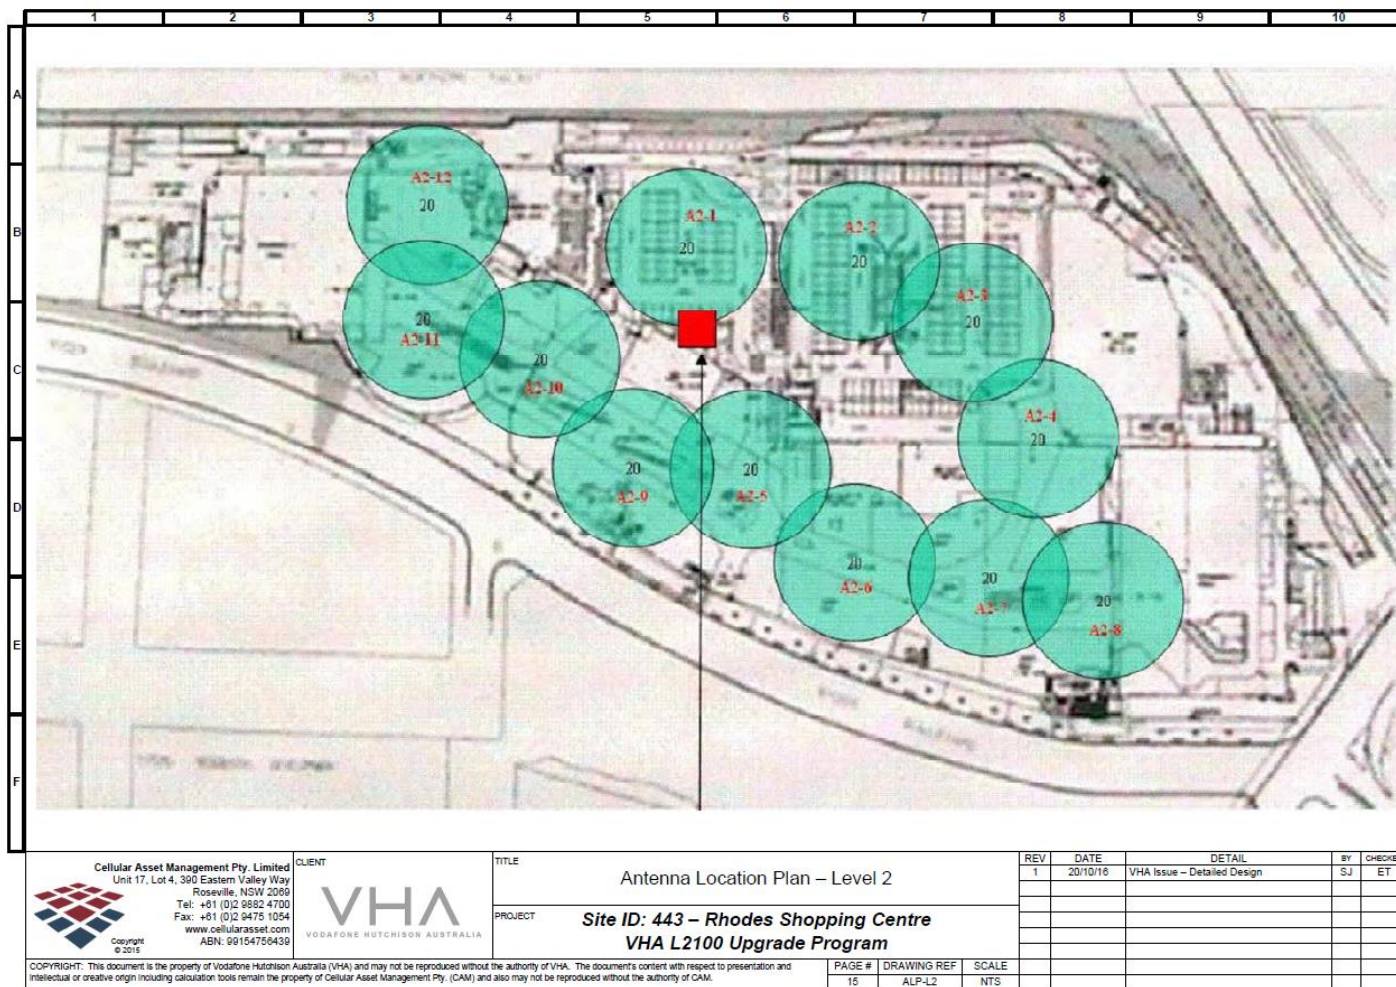 1 2 3 4 5 6 7 8 9 10
A
B
C
D
E
F
A2-12
20
A2-1
20
A2-2
20
A2-3
20
20
A2-11
20
A2-10
A2-4
20
20
A2-9
20
A2-5
20
A2-6
20
A2-7
20
A2-8
Cellular Asset Management Pty. Limited
Unit 17, Lot 4, 390 Eastern Valley Way
Roseville, NSW 2069
Tel: +61 (0)2 9882 4700
Fax: +61 (0)2 9475 1054
www.cellularasset.com
ABN: 99154756439
Copyright
© 2015
CLIENT
VHA
VODAFONE HUTCHISON AUSTRALIA
TITLE
Antenna Location Plan – Level 2
PROJECT
Site ID: 443 – Rhodes Shopping Centre
VHA L2100 Upgrade Program
REV DATE DETAIL BY CHECKE
1 20/10/16 VHA Issue – Detailed Design SJ ET
COPYRIGHT: This document is the property of Vodafone Hutchison Australia (VHA) and may not be reproduced without the authority of VHA. The document's content with respect to presentation and
intellectual or creative origin including calculation tools remain the property of Cellular Asset Management Pty. (CAM) and also may not be reproduced without the authority of CAM.
PAGE # DRAWING REF SCALE
15 ALP-L2 NTS